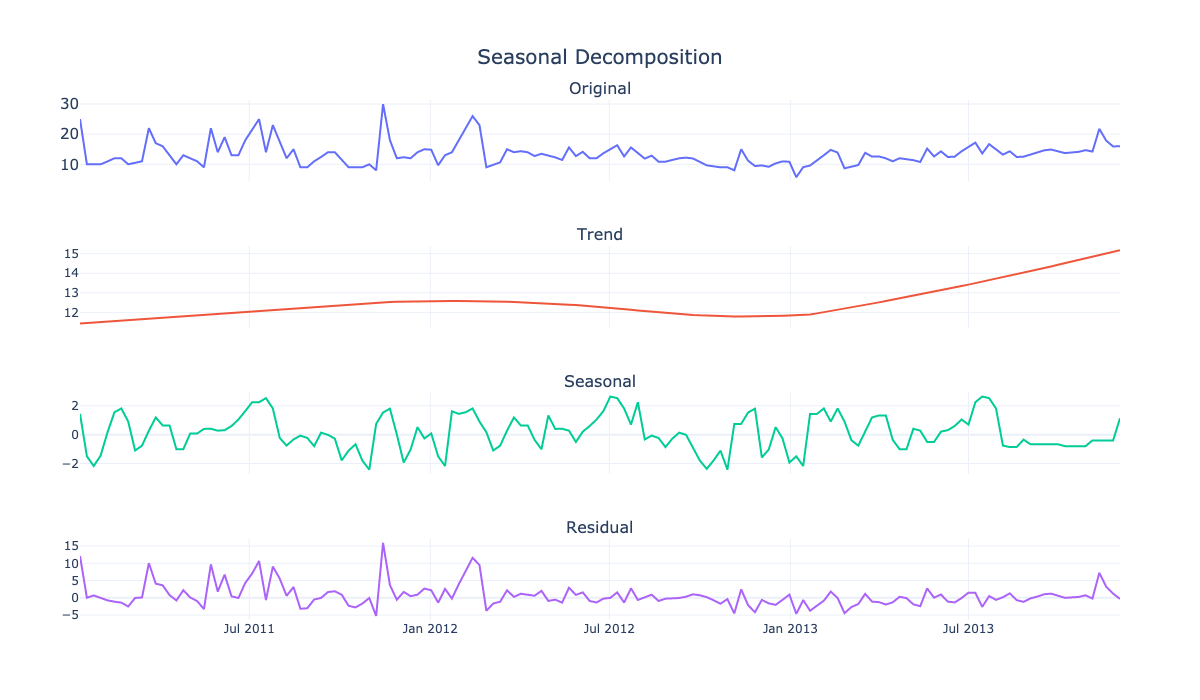 Seasonal Decomposition
Original
30
20
10
Trend
15
14
13
12
Seasonal
2
0
−2
Residual
15
10
5
0
−5
Jul 2011 Jan 2012 Jul 2012 Jan 2013 Jul 2013